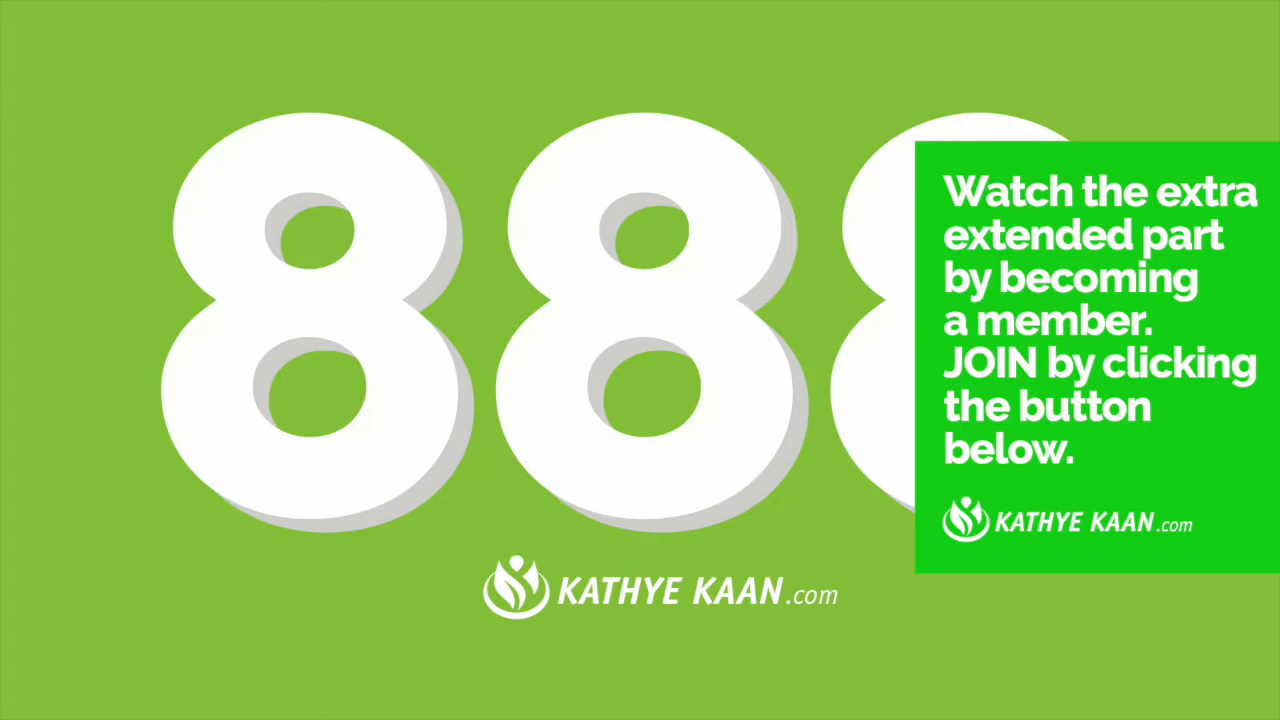 888
Watch the extra
extended part
by becoming
a member.
JOIN by clicking
the button
below.
KATHYE KAAN.com
KATHYE KAAN.com